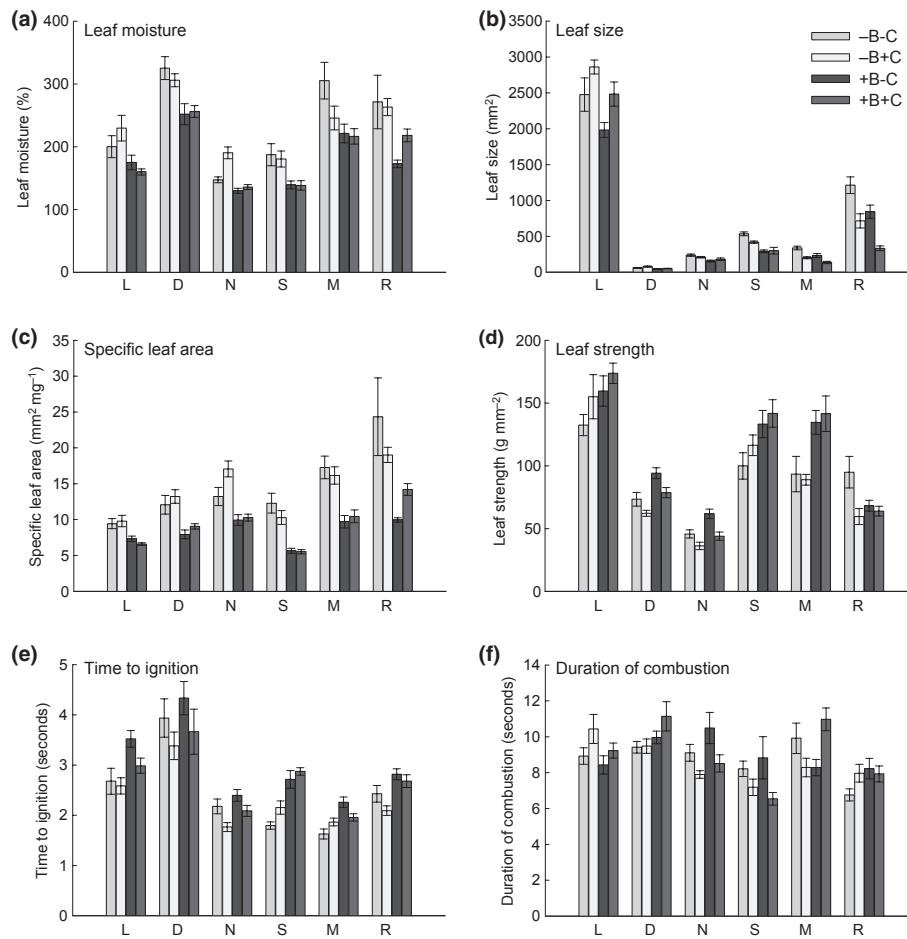 (a) Leaf moisture
Leaf moisture (%)
400
300
200
100
0
L D N S M R
(b) Leaf size
Leaf size (mm²)
3500
3000
2500
2000
1500
1000
500
0
L D N S M R
–B-C
–B+C
+B-C
+B+C
(c) Specific leaf area
Specific leaf area (mm² mg⁻¹)
35
30
25
20
15
10
5
0
L D N S M R
(d) Leaf strength
Leaf strength (g mm⁻²)
200
150
100
50
0
L D N S M R
(e) Time to ignition
Time to ignition (seconds)
5
4
3
2
1
0
L D N S M R
(f) Duration of combustion
Duration of combustion (seconds)
14
12
10
8
6
4
2
0
L D N S M R